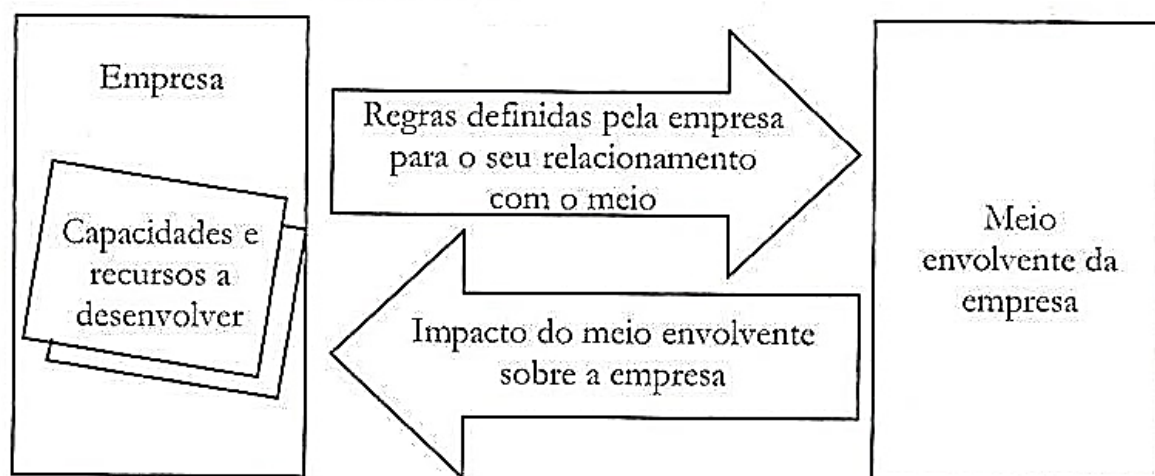 Empresa
Capacidades e
recursos a
desenvolver
Regras definidas pela empresa
para o seu relacionamento
com o meio
Impacto do meio envolvente
sobre a empresa
Meio
envolvente da
empresa